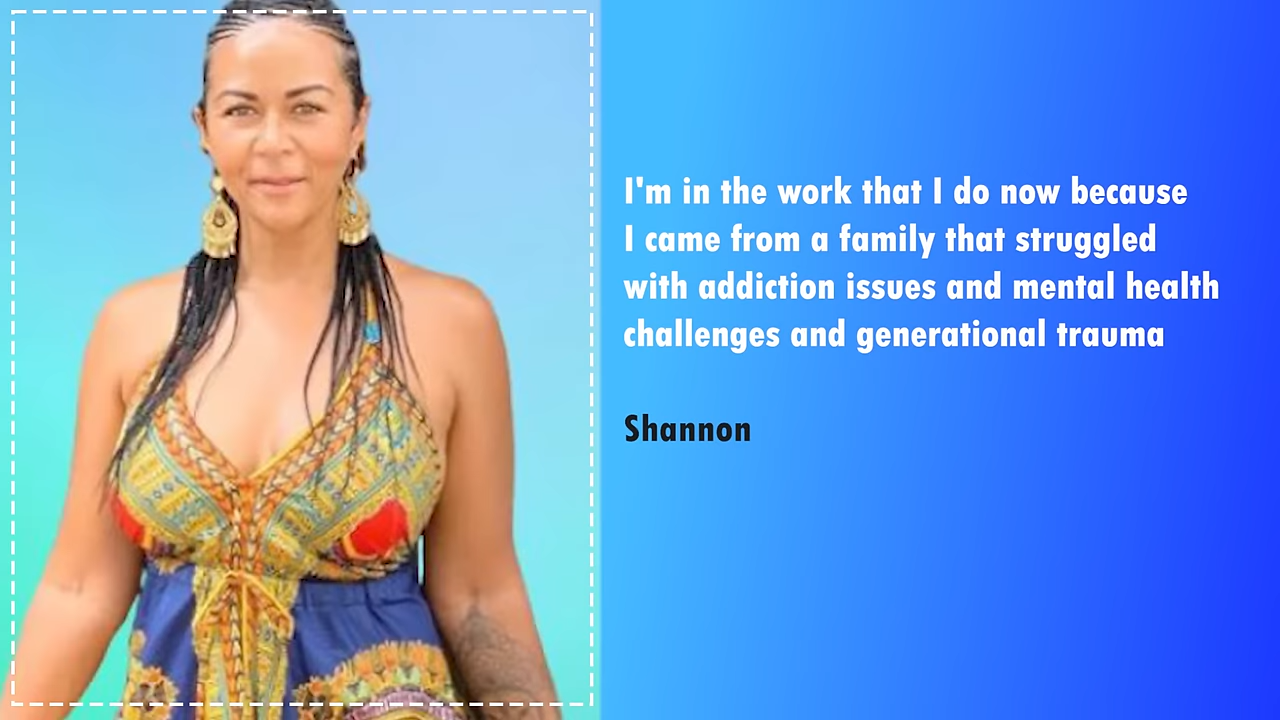 I'm in the work that I do now because
I came from a family that struggled
with addiction issues and mental health
challenges and generational trauma
Shannon